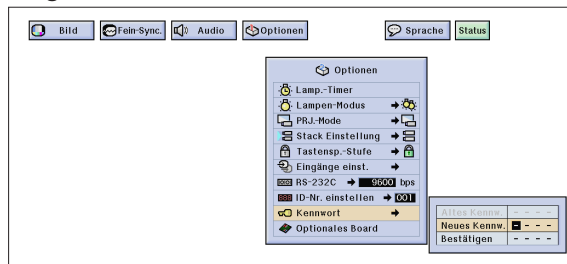 Bild Fein-Sync. Audio Optionen Sprache Status
Optionen
Lamp.-Timer
Lampen-Modus
PRJ.-Mode
Stack Einstellung
Tastensp.-Stufe
Eingänge einst.
RS-232C 9600 bps
ID-Nr. einstellen 001
Kennwort
Optionales Board
Altes Kennw. - - - -
Neues Kennw. - - - -
Bestätigen - - - -